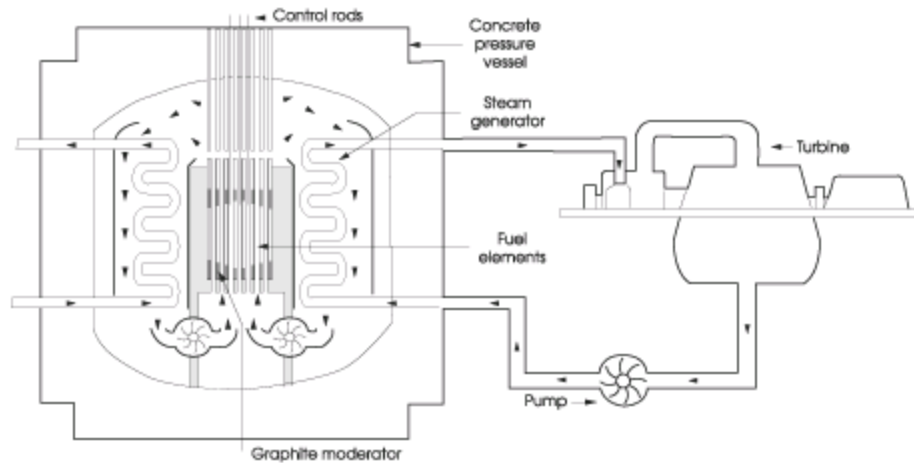 Control rods
Concrete
pressure
vessel
Steam
generator
Turbine
Fuel
elements
Pump
Graphite moderator